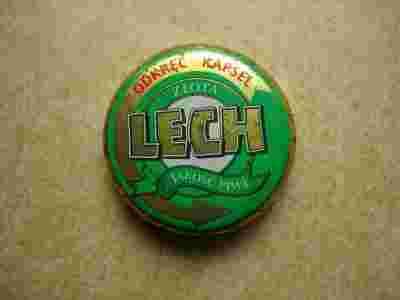 ODKRĘĆ KAPSEL
ZŁOTA
LECH
JAKOŚĆ PIWA